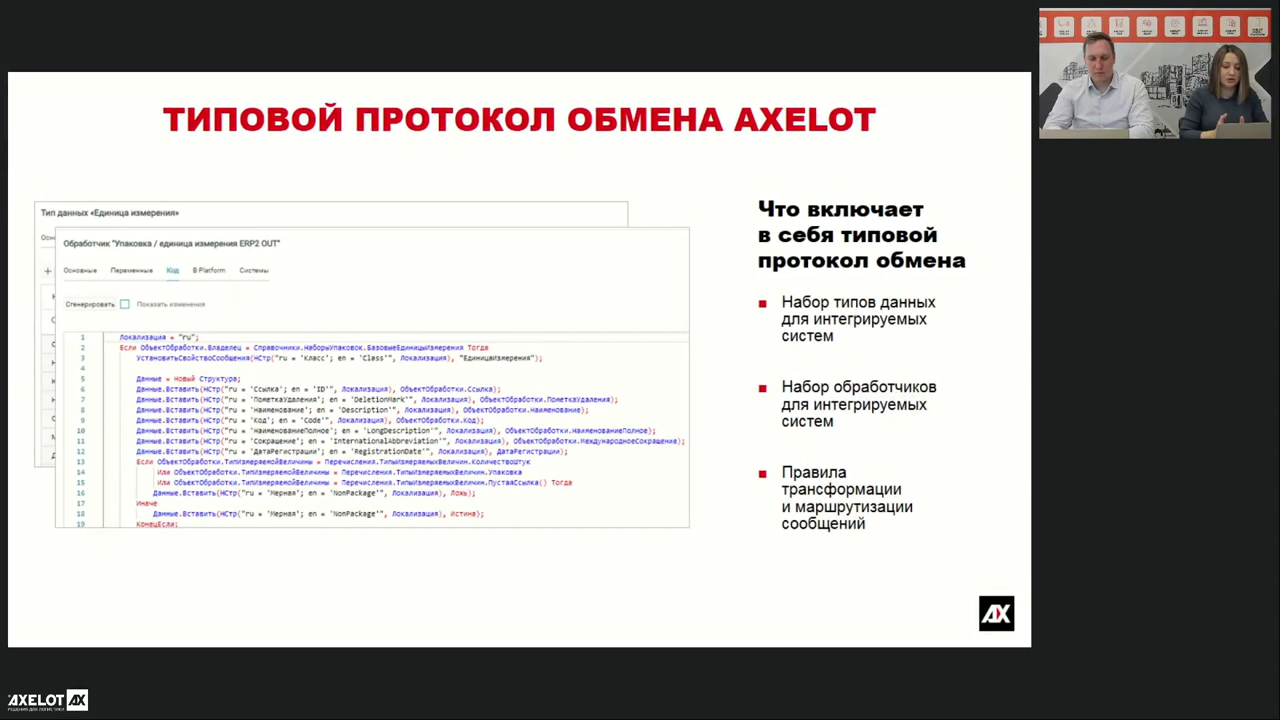 ТИПОВОЙ ПРОТОКОЛ ОБМЕНА AXELOT
Тип данных «Единица измерения»
Обработчик "Упаковка / единица измерения ERP2 OUT"
Основные Переменные Код В Platform Системы
Сгенерировать Показать изменения
1 Локализация = "ru";
2 Если ОбъектОбработки.Владелец = Справочники.НаборыУпаковок.БазовыеЕдиницыИзмерения Тогда
3 УстановитьСвойствоСообщения(НСтр("ru = 'Класс'; en = 'Class'", Локализация), "ЕдиницаИзмерения");
4
5 Данные = Новый Структура;
6 Данные.Вставить(НСтр("ru = 'Ссылка'; en = 'ID'", Локализация), ОбъектОбработки.Ссылка);
7 Данные.Вставить(НСтр("ru = 'ПометкаУдаления'; en = 'DeletionMark'", Локализация), ОбъектОбработки.ПометкаУдаления);
8 Данные.Вставить(НСтр("ru = 'Наименование'; en = 'Description'", Локализация), ОбъектОбработки.Наименование);
9 Данные.Вставить(НСтр("ru = 'Код'; en = 'Code'", Локализация), ОбъектОбработки.Код);
10 Данные.Вставить(НСтр("ru = 'НаименованиеПолное'; en = 'LongDescription'", Локализация), ОбъектОбработки.НаименованиеПолное);
11 Данные.Вставить(НСтр("ru = 'Сокращение'; en = 'InternationalAbbreviation'", Локализация), ОбъектОбработки.МеждународноеСокращение);
12 Данные.Вставить(НСтр("ru = 'ДатаРегистрации'; en = 'RegistrationDate'", Локализация), ДатаРегистрации);
13 Если ОбъектОбработки.ТипИзмеряемойВеличины = Перечисления.ТипыИзмеряемыхВеличин.КоличествоШтук
14 Или ОбъектОбработки.ТипИзмеряемойВеличины = Перечисления.ТипыИзмеряемыхВеличин.Упаковка
15 Или ОбъектОбработки.ТипИзмеряемойВеличины = Перечисления.ТипыИзмеряемыхВеличин.ПустаяСсылка() Тогда
16 Данные.Вставить(НСтр("ru = 'Мерная'; en = 'NonPackage'", Локализация), Ложь);
17 Иначе
18 Данные.Вставить(НСтр("ru = 'Мерная'; en = 'NonPackage'", Локализация), Истина);
19 КонецЕсли;
Что включает
в себя типовой
протокол обмена
Набор типов данных
для интегрируемых
систем
Набор обработчиков
для интегрируемых
систем
Правила
трансформации
и маршрутизации
сообщений
AX
AXELOT AX
РЕШЕНИЯ ДЛЯ ЛОГИСТИКИ